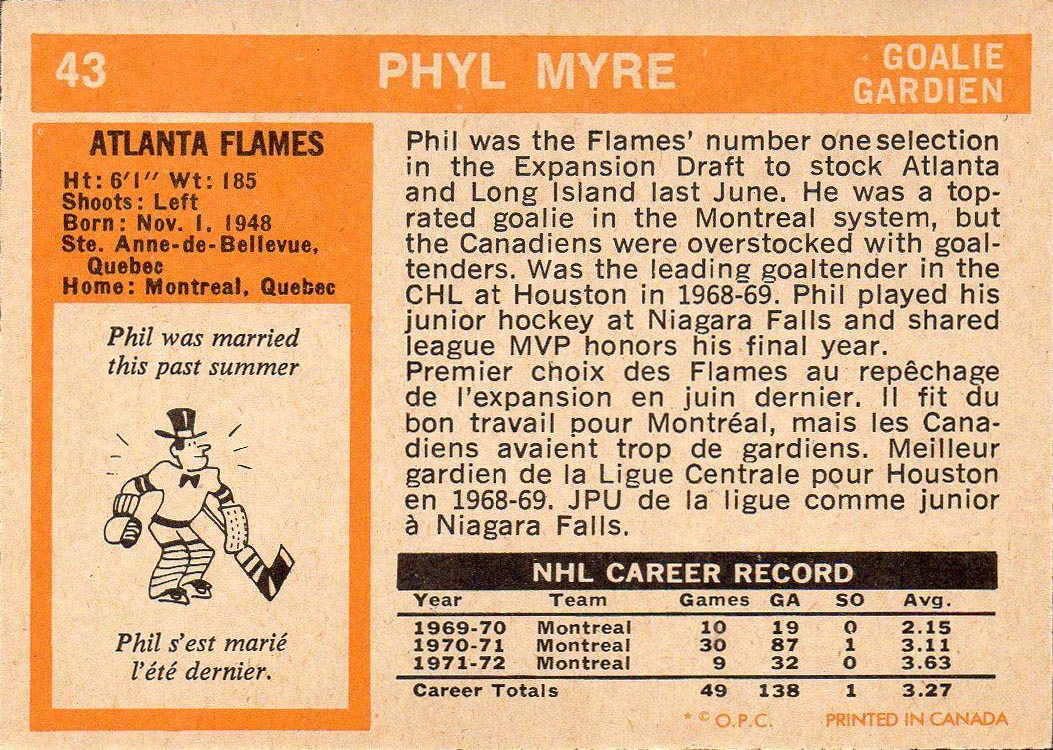 43
PHYL MYRE
GOALIE
GARDIEN
ATLANTA FLAMES
Ht: 6'1" Wt: 185
Shoots: Left
Born: Nov. 1, 1948
Ste. Anne-de-Bellevue,
Quebec
Home: Montreal, Quebec
Phil was married
this past summer
Phil s'est marié
l'été dernier.
Phil was the Flames' number one selection
in the Expansion Draft to stock Atlanta
and Long Island last June. He was a top-
rated goalie in the Montreal system, but
the Canadiens were overstocked with goal-
tenders. Was the leading goaltender in the
CHL at Houston in 1968-69. Phil played his
junior hockey at Niagara Falls and shared
league MVP honors his final year.
Premier choix des Flames au repêchage
de l'expansion en juin dernier. Il fit du
bon travail pour Montréal, mais les Cana-
diens avaient trop de gardiens. Meilleur
gardien de la Ligue Centrale pour Houston
en 1968-69. JPU de la ligue comme junior
à Niagara Falls.
NHL CAREER RECORD
Year Team Games GA SO Avg.
1969-70 Montreal 10 19 0 2.15
1970-71 Montreal 30 87 1 3.11
1971-72 Montreal 9 32 0 3.63
Career Totals 49 138 1 3.27
* © O.P.C. PRINTED IN CANADA